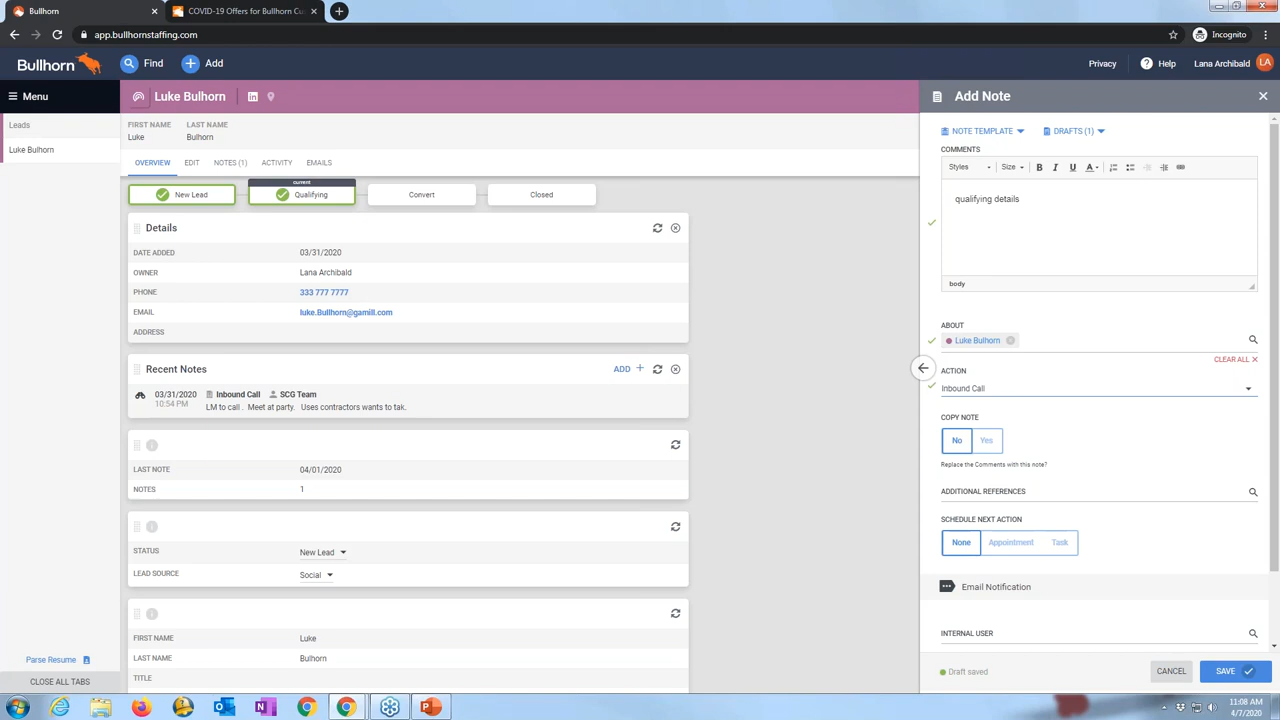 Bullhorn
COVID-19 Offers for Bullhorn Cu
app.bullhornstaffing.com
Incognito
Bullhorn
Find
Add
Privacy
Help
Lana Archibald
LA
Menu
Leads
Luke Bulhorn
Parse Resume
CLOSE ALL TABS
Luke Bulhorn
FIRST NAME
LAST NAME
Luke
Bulhorn
OVERVIEW
EDIT
NOTES (1)
ACTIVITY
EMAILS
New Lead
current
Qualifying
Convert
Closed
Details
DATE ADDED
03/31/2020
OWNER
Lana Archibald
PHONE
333 777 7777
EMAIL
luke.Bullhorn@gamill.com
ADDRESS
Recent Notes
ADD +
03/31/2020
10:54 PM
Inbound Call
SCG Team
LM to call . Meet at party. Uses contractors wants to tak.
LAST NOTE
04/01/2020
NOTES
1
STATUS
New Lead
LEAD SOURCE
Social
FIRST NAME
Luke
LAST NAME
Bulhorn
TITLE
Add Note
NOTE TEMPLATE
DRAFTS (1)
COMMENTS
Styles
Size
B
I
U
A
qualifying details
body
ABOUT
Luke Bulhorn
CLEAR ALL
ACTION
Inbound Call
COPY NOTE
No
Yes
Replace the Comments with this note?
ADDITIONAL REFERENCES
SCHEDULE NEXT ACTION
None
Appointment
Task
Email Notification
INTERNAL USER
Draft saved
CANCEL
SAVE
11:08 AM
4/7/2020